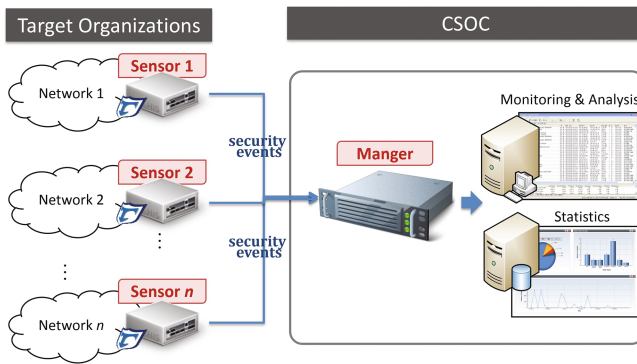 Target Organizations
CSOC
Sensor 1
Network 1
Monitoring & Analysis
security
events
Manger
Sensor 2
Network 2
Statistics
security
events
Sensor n
Network n